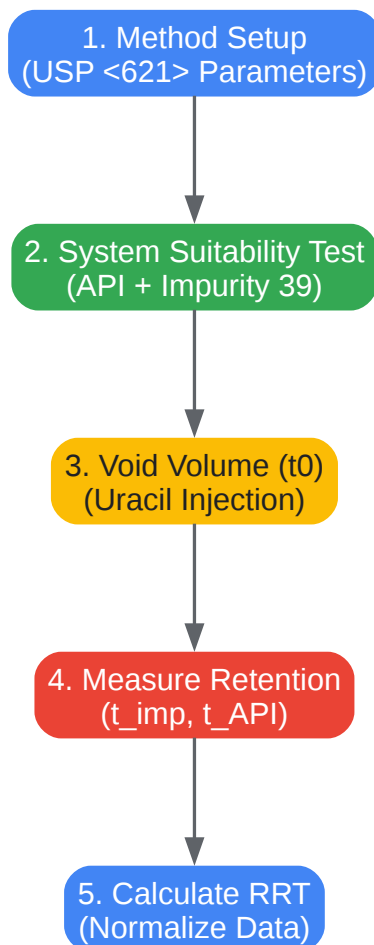 1. Method Setup
(USP <621> Parameters)
2. System Suitability Test
(API + Impurity 39)
3. Void Volume (t0)
(Uracil Injection)
4. Measure Retention
(t_imp, t_API)
5. Calculate RRT
(Normalize Data)